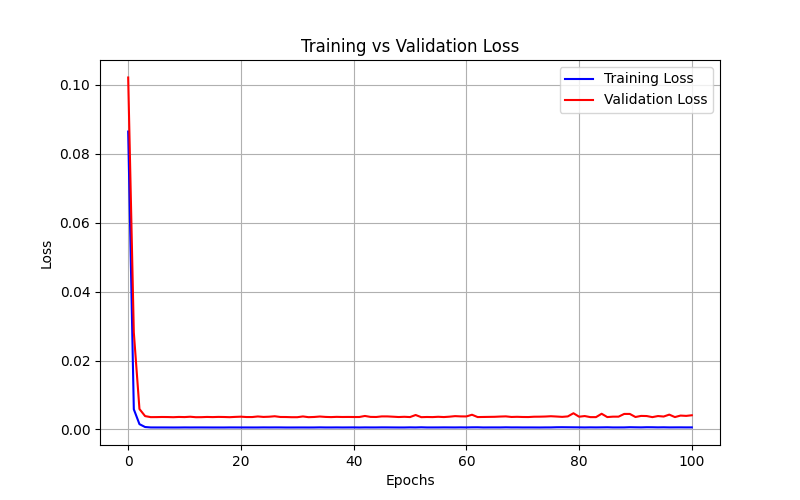 Training vs Validation Loss
Training Loss
Validation Loss
0.10
0.08
0.06
0.04
0.02
0.00
Loss
0 20 40 60 80 100
Epochs